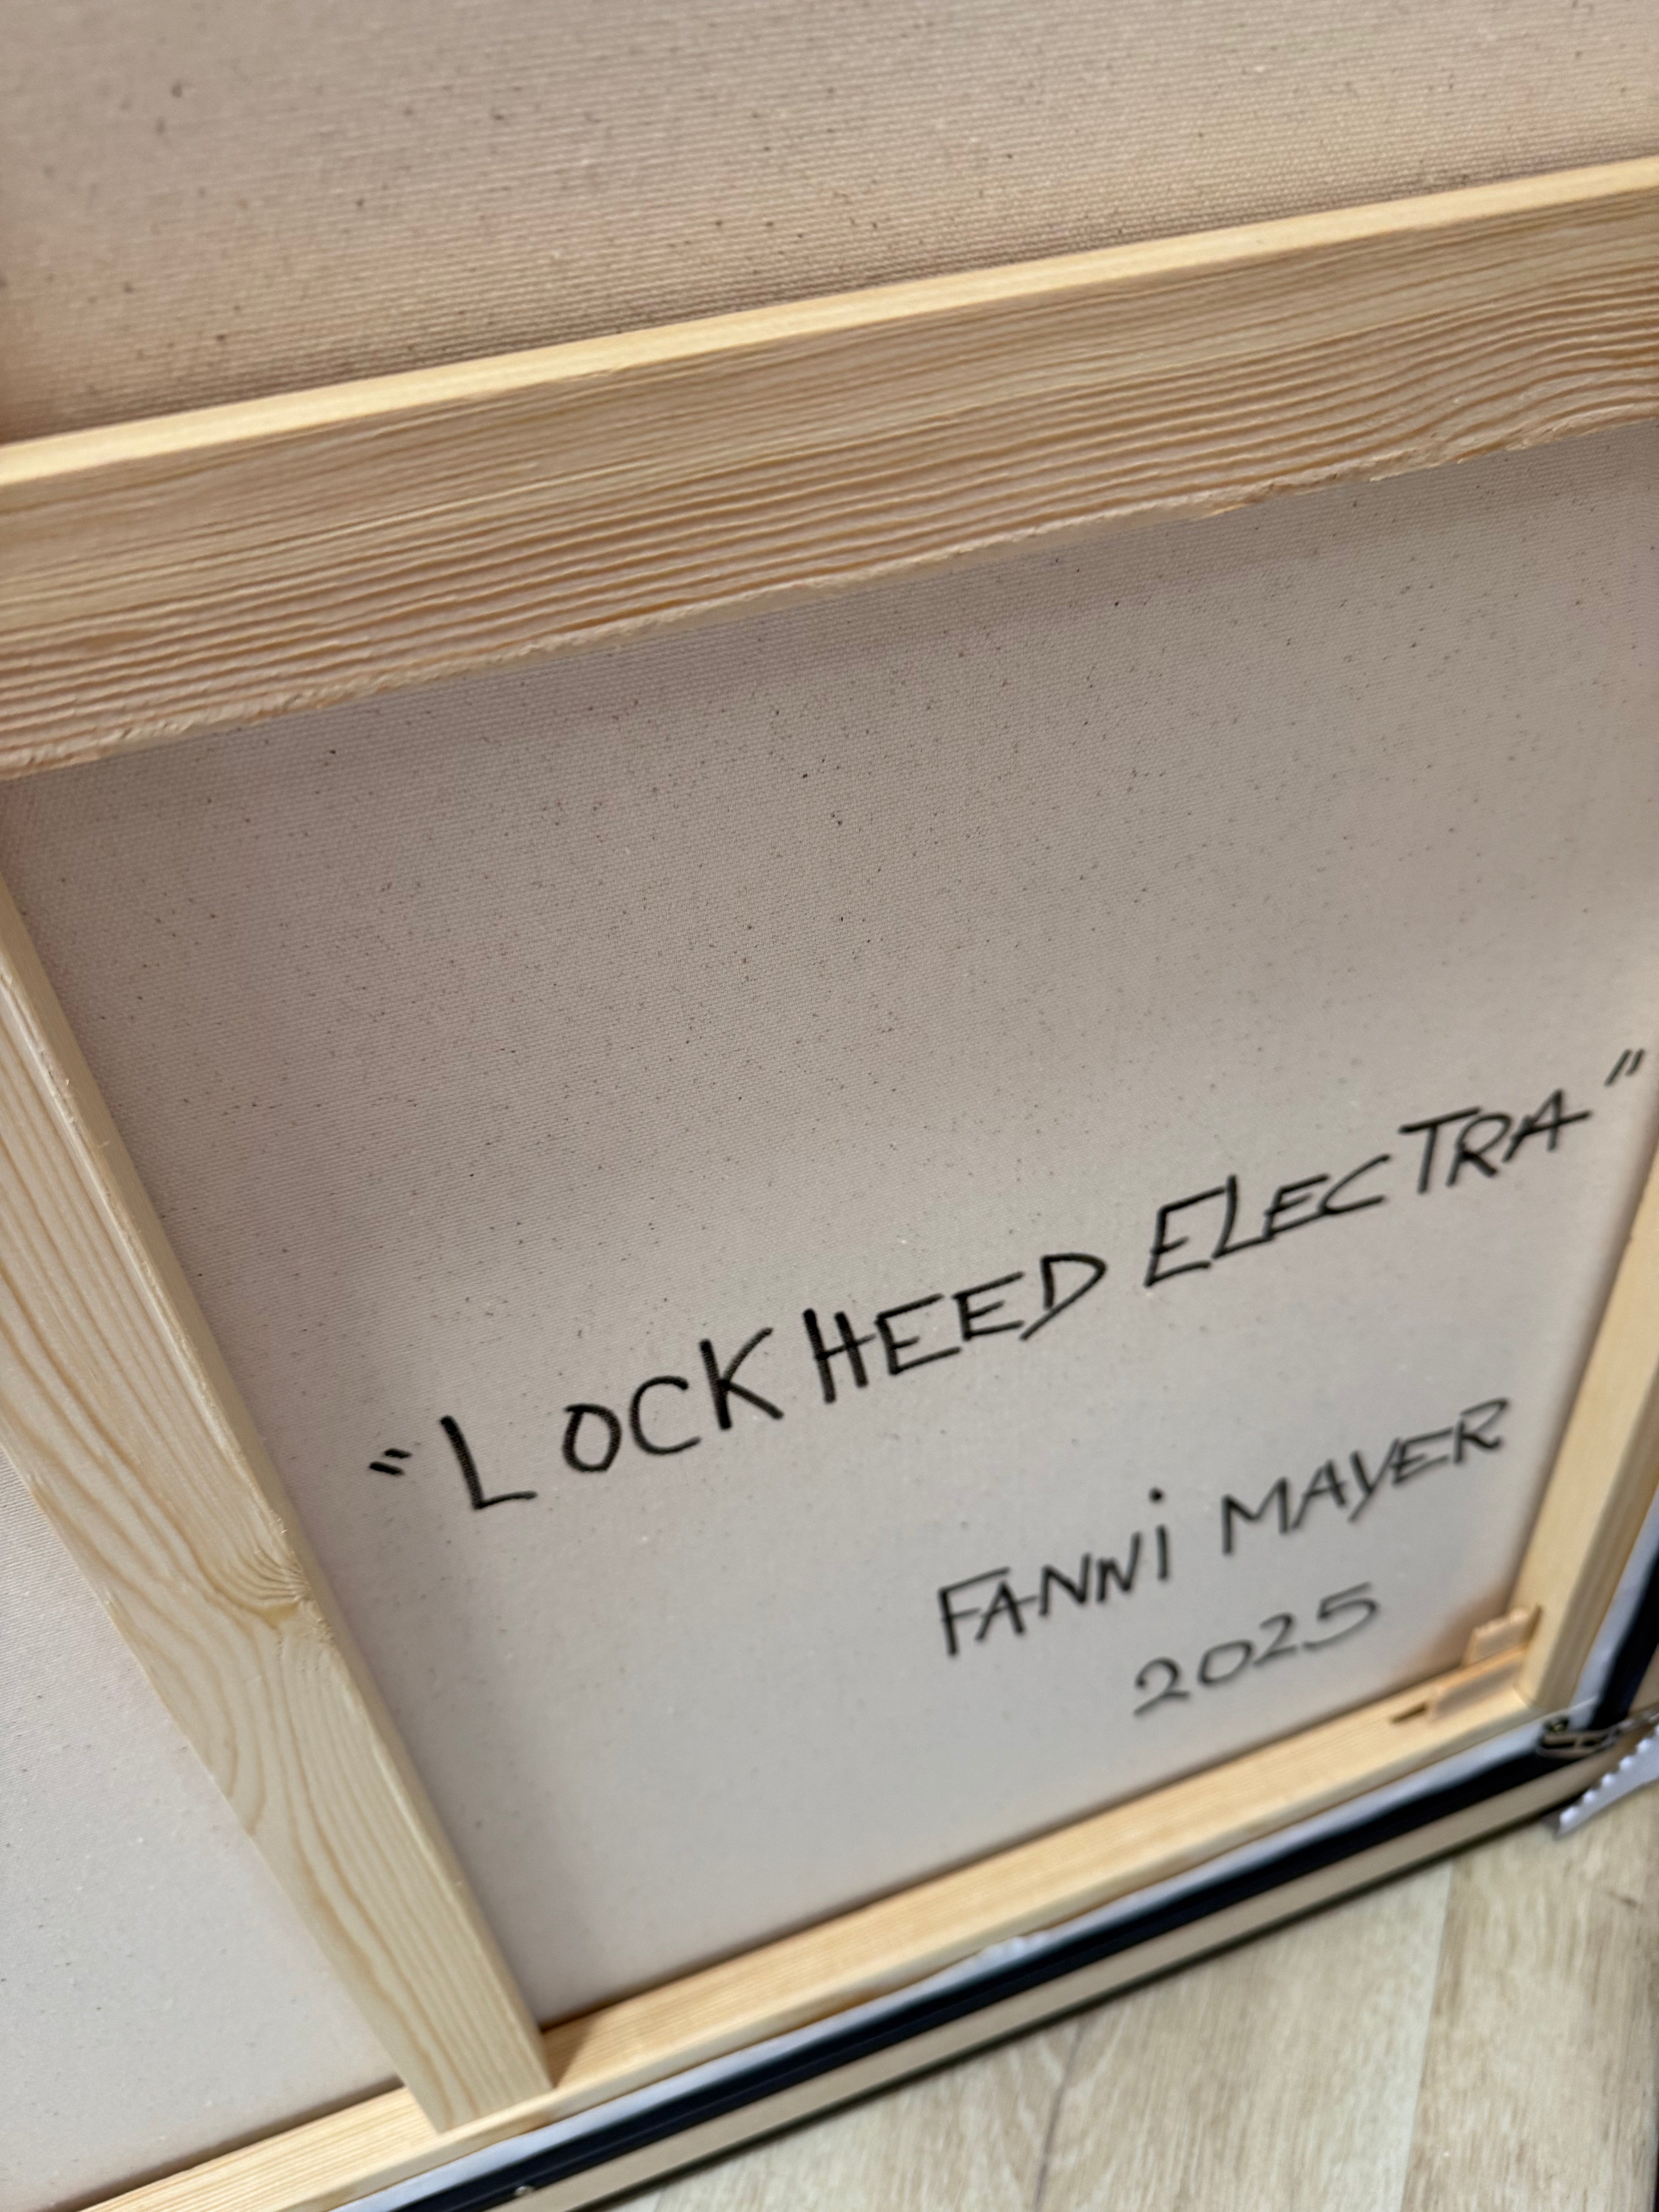 "LOCKHEED ELECTRA"
FANNi MAYER
2025